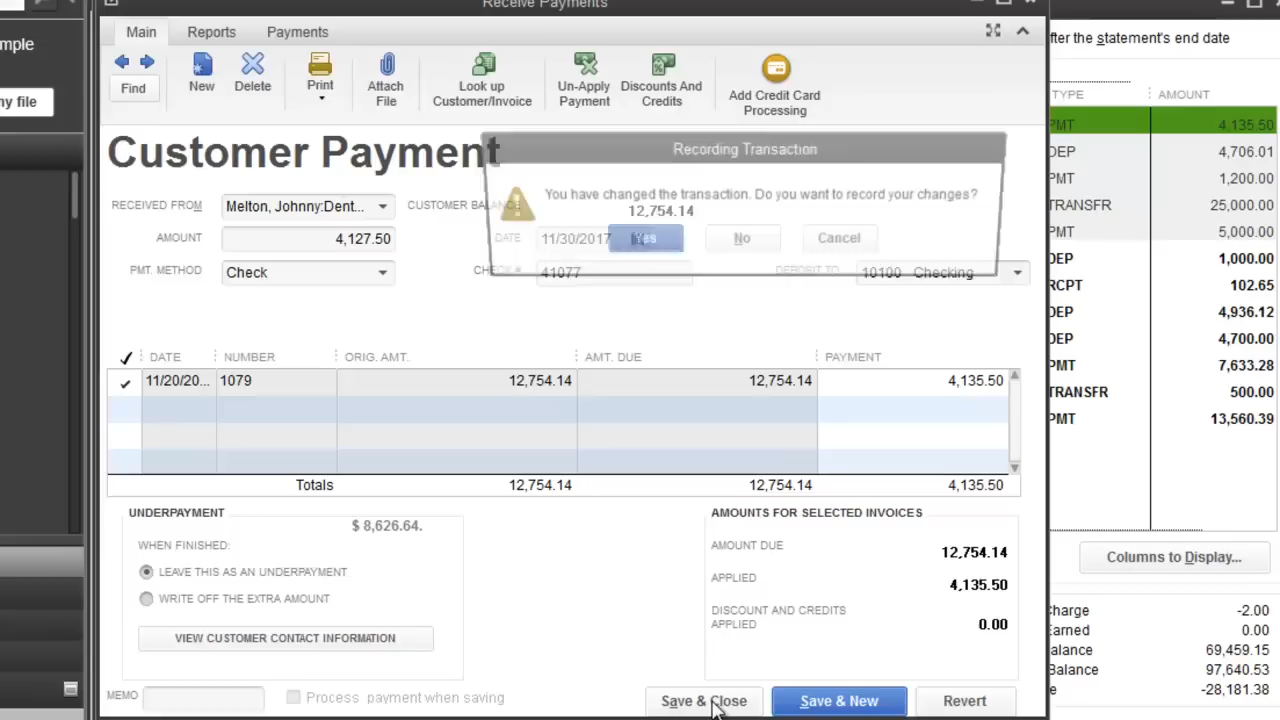 Receive Payments
mple
Main
Reports
Payments
fter the statement's end date
ny file
Find
New
Delete
Print
Attach
File
Look up
Customer/Invoice
Un-Apply
Payment
Discounts And
Credits
Add Credit Card
Processing
TYPE
AMOUNT
Customer Payment
Recording Transaction
You have changed the transaction. Do you want to record your changes?
RECEIVED FROM
Melton, Johnny:Dent...
CUSTOMER BALANCE
12,754.14
AMOUNT
4,127.50
DATE
11/30/2017
Yes
No
Cancel
PMT. METHOD
Check
CHECK #
41077
DEPOSIT TO
10100 Checking
PMT 4,135.50
DEP 4,706.01
PMT 1,200.00
TRANSFR 25,000.00
PMT 5,000.00
DEP 1,000.00
RCPT 102.65
DEP 4,936.12
DEP 4,700.00
PMT 7,633.28
TRANSFR 500.00
PMT 13,560.39
DATE NUMBER ORIG. AMT. AMT. DUE PAYMENT
11/20/20... 1079 12,754.14 12,754.14 4,135.50
Totals 12,754.14 12,754.14 4,135.50
UNDERPAYMENT
$ 8,626.64.
WHEN FINISHED:
LEAVE THIS AS AN UNDERPAYMENT
WRITE OFF THE EXTRA AMOUNT
VIEW CUSTOMER CONTACT INFORMATION
AMOUNTS FOR SELECTED INVOICES
AMOUNT DUE 12,754.14
APPLIED 4,135.50
DISCOUNT AND CREDITS
APPLIED 0.00
Columns to Display...
harge -2.00
arned 0.00
alance 69,459.15
Balance 97,640.53
e -28,181.38
MEMO
Process payment when saving
Save & Close
Save & New
Revert